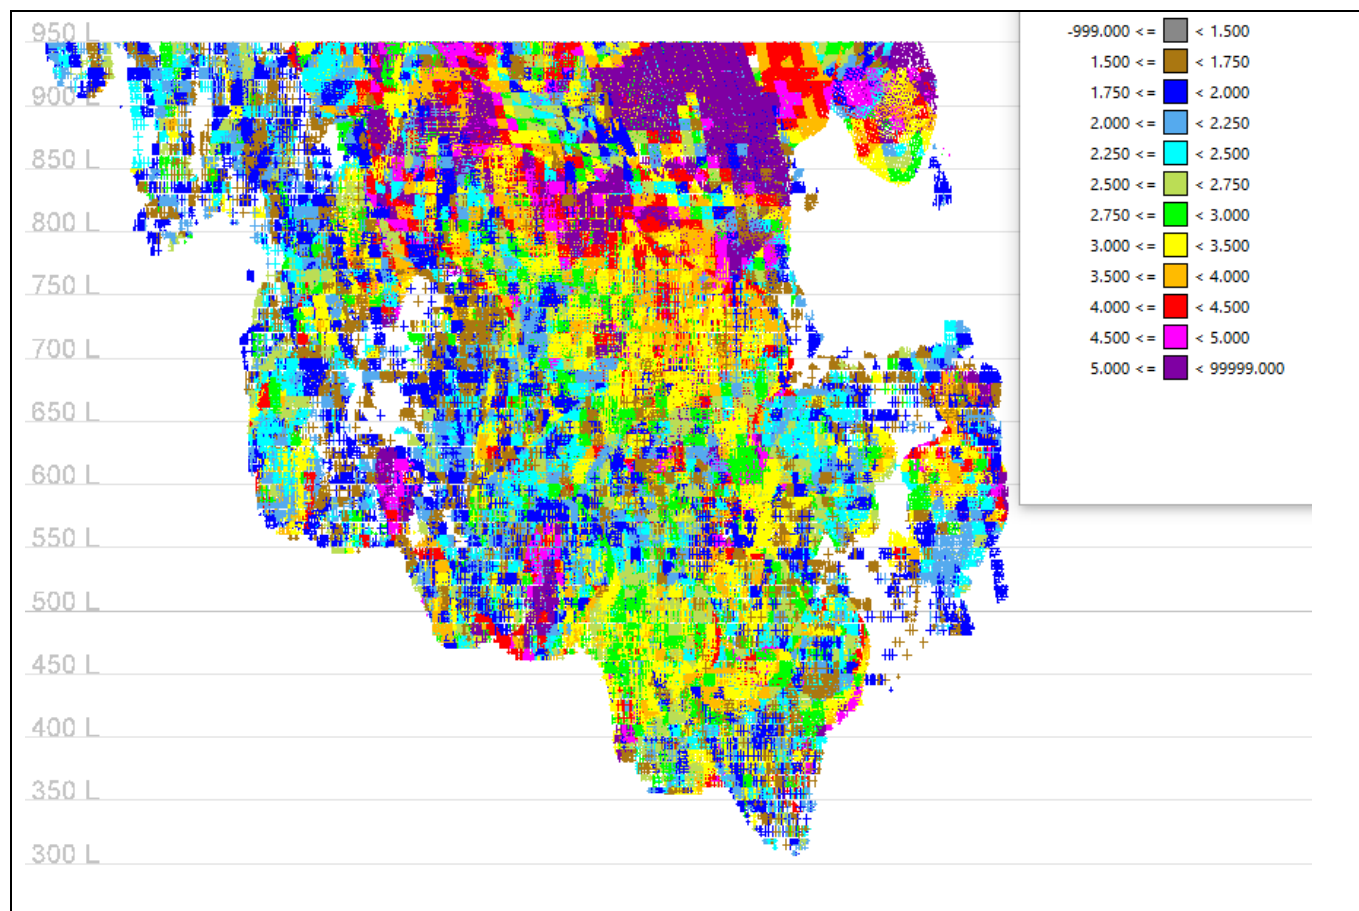 950 L
900 L
850 L
800 L
750 L
700 L
650 L
600 L
550 L
500 L
450 L
400 L
350 L
300 L
-999.000 <= < 1.500
1.500 <= < 1.750
1.750 <= < 2.000
2.000 <= < 2.250
2.250 <= < 2.500
2.500 <= < 2.750
2.750 <= < 3.000
3.000 <= < 3.500
3.500 <= < 4.000
4.000 <= < 4.500
4.500 <= < 5.000
5.000 <= < 99999.000